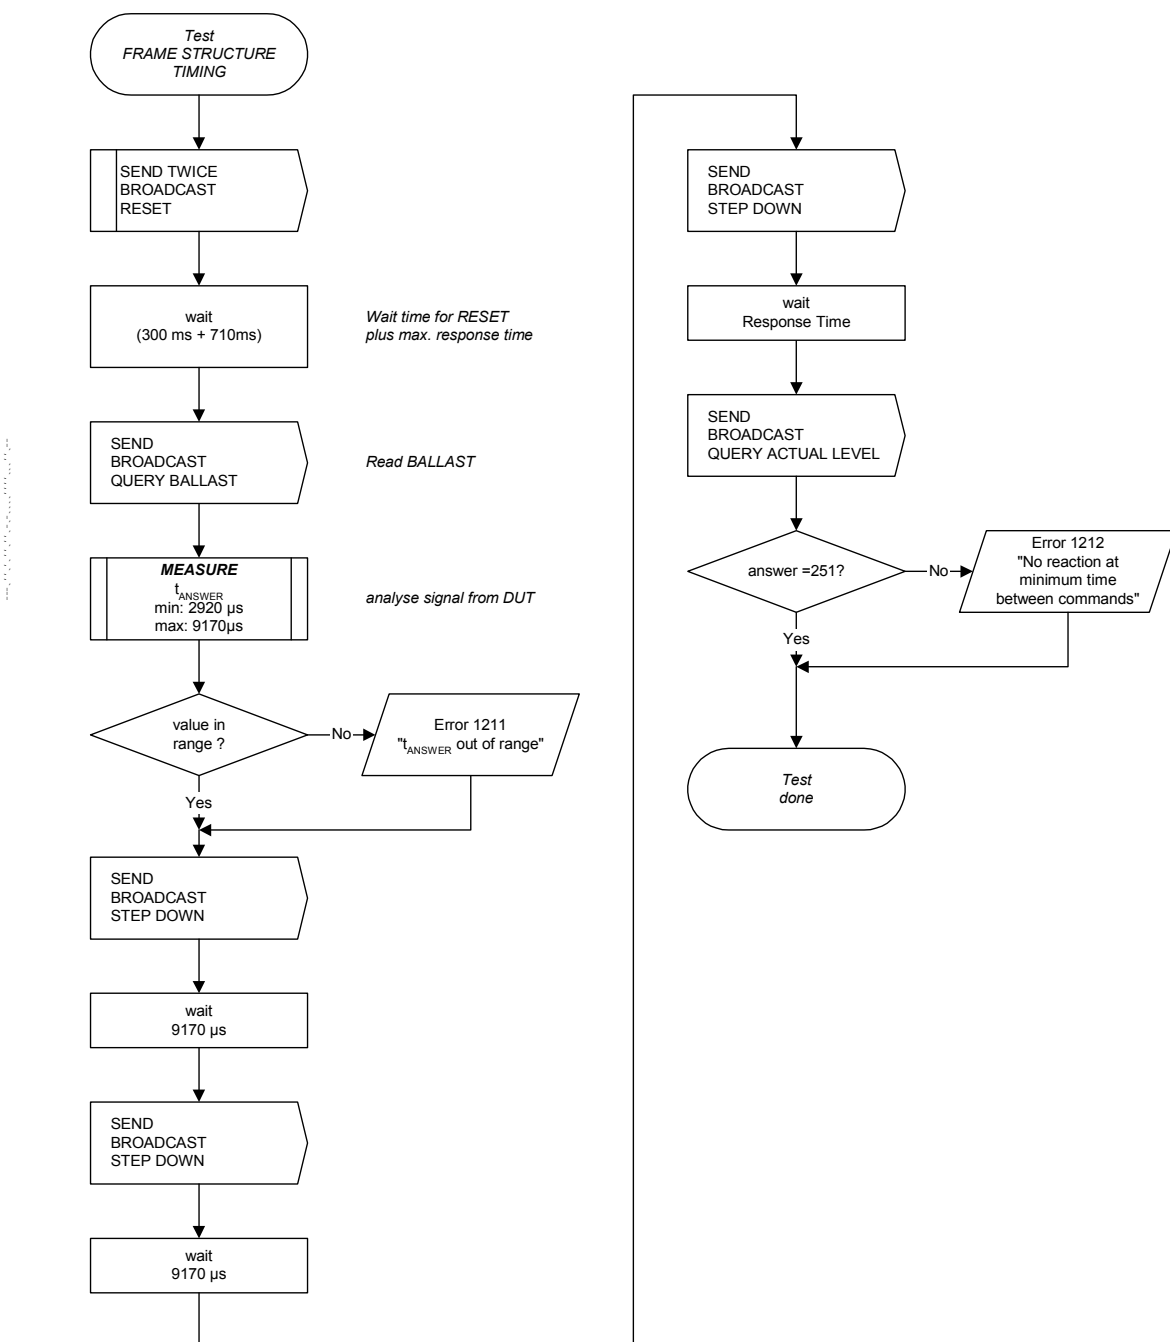 Test
FRAME STRUCTURE
TIMING
SEND TWICE
BROADCAST
RESET
wait
(300 ms + 710ms)
Wait time for RESET
plus max. response time
SEND
BROADCAST
QUERY BALLAST
Read BALLAST
MEASURE
tANSWER
min: 2920 µs
max: 9170µs
analyse signal from DUT
value in
range ?
No
Error 1211
"tANSWER out of range"
Yes
SEND
BROADCAST
STEP DOWN
wait
9170 µs
SEND
BROADCAST
STEP DOWN
wait
9170 µs
SEND
BROADCAST
STEP DOWN
wait
Response Time
SEND
BROADCAST
QUERY ACTUAL LEVEL
answer =251?
No
Error 1212
"No reaction at
minimum time
between commands"
Yes
Test
done